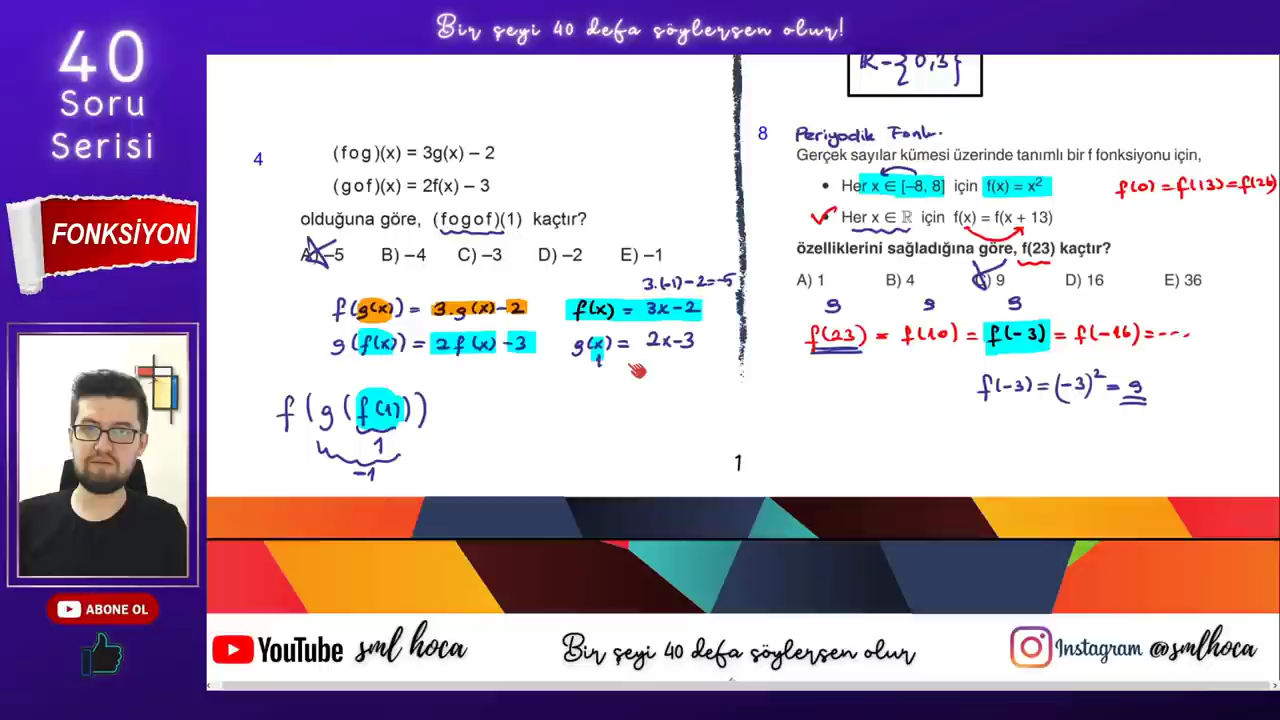 Bir şeyi 40 defa söylersen olur!
40
Soru
Serisi
FONKSİYON
ABONE OL
4
(fog)(x) = 3g(x) – 2
(gof)(x) = 2f(x) – 3
olduğuna göre, (fogof)(1) kaçtır?
A) –5 B) –4 C) –3 D) –2 E) –1
3.(-1)-2=-5
f(g(x)) = 3.g(x)-2 f(x) = 3x-2
g(f(x)) = 2f(x)-3 g(x) = 2x-3
1
f(g(f(1)))
1
-1
R-{0,3}
8
Periyodik Fonk.
Gerçek sayılar kümesi üzerinde tanımlı bir f fonksiyonu için,
• Her x ∈ [–8, 8] için f(x) = x²
f(0)=f(13)=f(26)
• Her x ∈ ℝ için f(x) = f(x + 13)
özelliklerini sağladığına göre, f(23) kaçtır?
A) 1 B) 4 C) 9 D) 16 E) 36
9 9 9
f(23) = f(10) = f(-3) = f(-16) = ...
f(-3) = (-3)² = 9
1
YouTube sml hoca
Bir şeyi 40 defa söylersen olur
Instagram @smlhoca